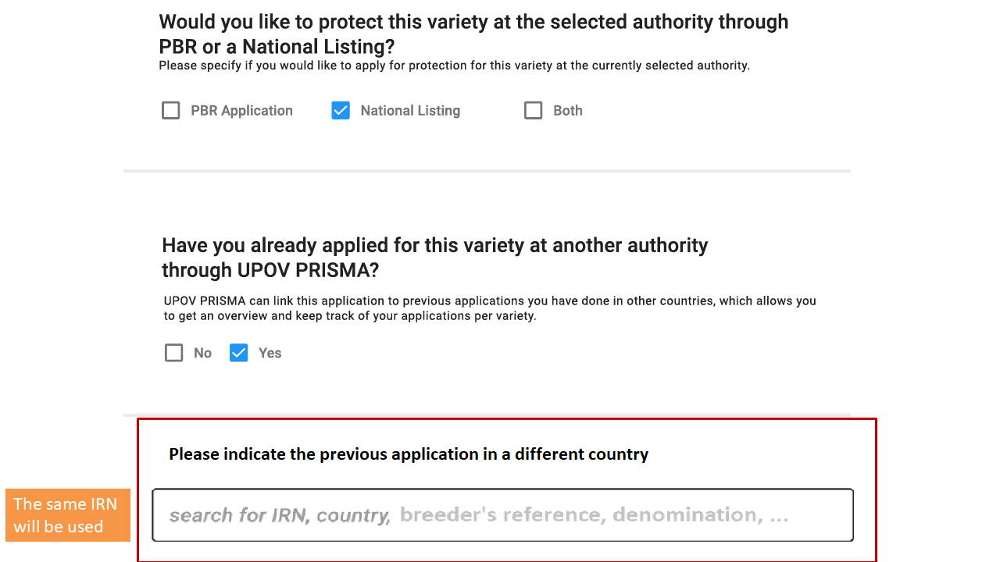 Would you like to protect this variety at the selected authority through
PBR or a National Listing?
Please specify if you would like to apply for protection for this variety at the currently selected authority.
PBR Application National Listing Both
Have you already applied for this variety at another authority
through UPOV PRISMA?
UPOV PRISMA can link this application to previous applications you have done in other countries, which allows you
to get an overview and keep track of your applications per variety.
No Yes
Please indicate the previous application in a different country
The same IRN
will be used
search for IRN, country, breeder's reference, denomination, ...